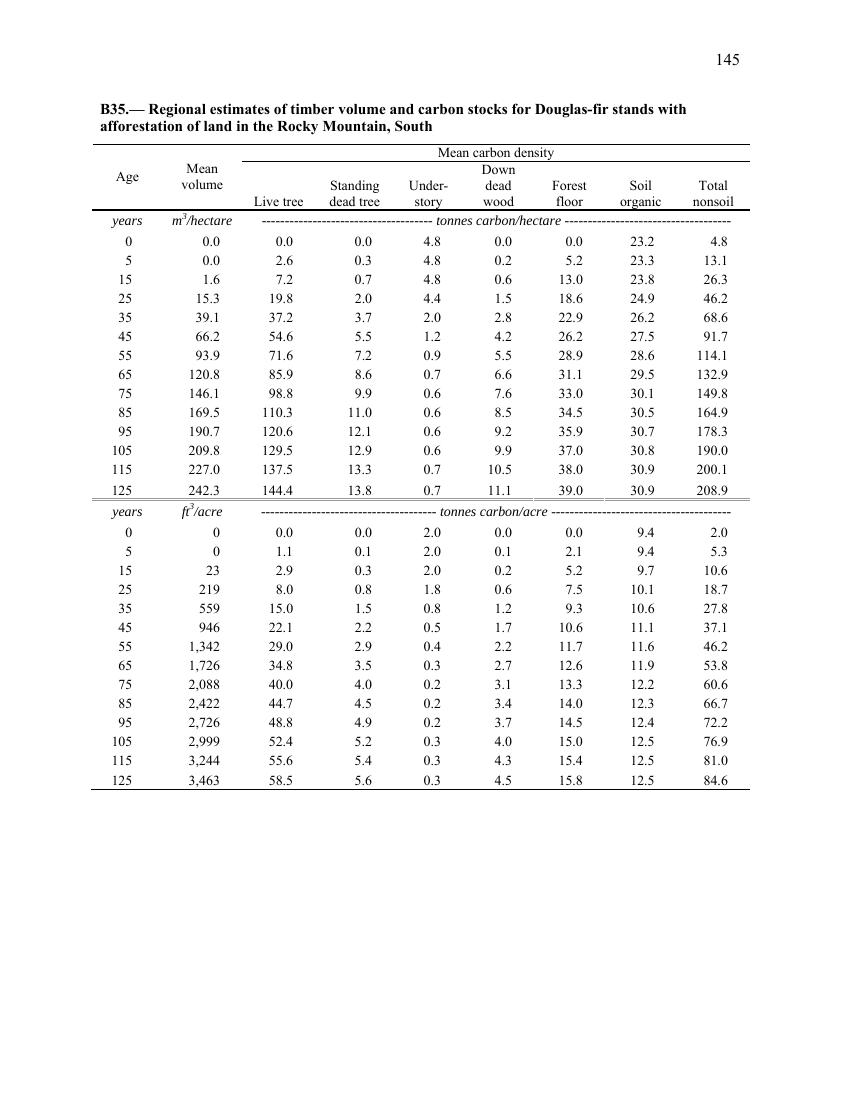 145
B35.— Regional estimates of timber volume and carbon stocks for Douglas-fir stands with
afforestation of land in the Rocky Mountain, South
Age Mean volume Mean carbon density
Live tree Standing dead tree Under-story Down dead wood Forest floor Soil organic Total nonsoil
years m³/hectare ------------------------------------- tonnes carbon/hectare ------------------------------------
0 0.0 0.0 0.0 4.8 0.0 0.0 23.2 4.8
5 0.0 2.6 0.3 4.8 0.2 5.2 23.3 13.1
15 1.6 7.2 0.7 4.8 0.6 13.0 23.8 26.3
25 15.3 19.8 2.0 4.4 1.5 18.6 24.9 46.2
35 39.1 37.2 3.7 2.0 2.8 22.9 26.2 68.6
45 66.2 54.6 5.5 1.2 4.2 26.2 27.5 91.7
55 93.9 71.6 7.2 0.9 5.5 28.9 28.6 114.1
65 120.8 85.9 8.6 0.7 6.6 31.1 29.5 132.9
75 146.1 98.8 9.9 0.6 7.6 33.0 30.1 149.8
85 169.5 110.3 11.0 0.6 8.5 34.5 30.5 164.9
95 190.7 120.6 12.1 0.6 9.2 35.9 30.7 178.3
105 209.8 129.5 12.9 0.6 9.9 37.0 30.8 190.0
115 227.0 137.5 13.3 0.7 10.5 38.0 30.9 200.1
125 242.3 144.4 13.8 0.7 11.1 39.0 30.9 208.9
years ft³/acre -------------------------------------- tonnes carbon/acre ---------------------------------------
0 0 0.0 0.0 2.0 0.0 0.0 9.4 2.0
5 0 1.1 0.1 2.0 0.1 2.1 9.4 5.3
15 23 2.9 0.3 2.0 0.2 5.2 9.7 10.6
25 219 8.0 0.8 1.8 0.6 7.5 10.1 18.7
35 559 15.0 1.5 0.8 1.2 9.3 10.6 27.8
45 946 22.1 2.2 0.5 1.7 10.6 11.1 37.1
55 1,342 29.0 2.9 0.4 2.2 11.7 11.6 46.2
65 1,726 34.8 3.5 0.3 2.7 12.6 11.9 53.8
75 2,088 40.0 4.0 0.2 3.1 13.3 12.2 60.6
85 2,422 44.7 4.5 0.2 3.4 14.0 12.3 66.7
95 2,726 48.8 4.9 0.2 3.7 14.5 12.4 72.2
105 2,999 52.4 5.2 0.3 4.0 15.0 12.5 76.9
115 3,244 55.6 5.4 0.3 4.3 15.4 12.5 81.0
125 3,463 58.5 5.6 0.3 4.5 15.8 12.5 84.6